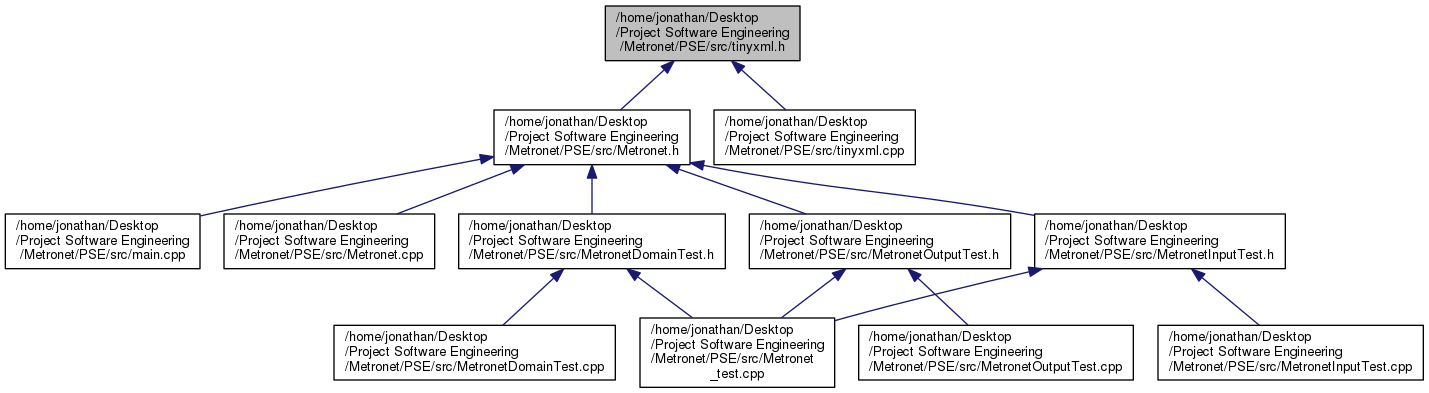 /home/jonathan/Desktop
/Project Software Engineering
/Metronet/PSE/src/tinyxml.h
/home/jonathan/Desktop
/Project Software Engineering
/Metronet/PSE/src/Metronet.h
/home/jonathan/Desktop
/Project Software Engineering
/Metronet/PSE/src/tinyxml.cpp
/home/jonathan/Desktop
/Project Software Engineering
/Metronet/PSE/src/main.cpp
/home/jonathan/Desktop
/Project Software Engineering
/Metronet/PSE/src/Metronet.cpp
/home/jonathan/Desktop
/Project Software Engineering
/Metronet/PSE/src/MetronetDomainTest.h
/home/jonathan/Desktop
/Project Software Engineering
/Metronet/PSE/src/MetronetOutputTest.h
/home/jonathan/Desktop
/Project Software Engineering
/Metronet/PSE/src/MetronetInputTest.h
/home/jonathan/Desktop
/Project Software Engineering
/Metronet/PSE/src/MetronetDomainTest.cpp
/home/jonathan/Desktop
/Project Software Engineering
/Metronet/PSE/src/Metronet
_test.cpp
/home/jonathan/Desktop
/Project Software Engineering
/Metronet/PSE/src/MetronetOutputTest.cpp
/home/jonathan/Desktop
/Project Software Engineering
/Metronet/PSE/src/MetronetInputTest.cpp